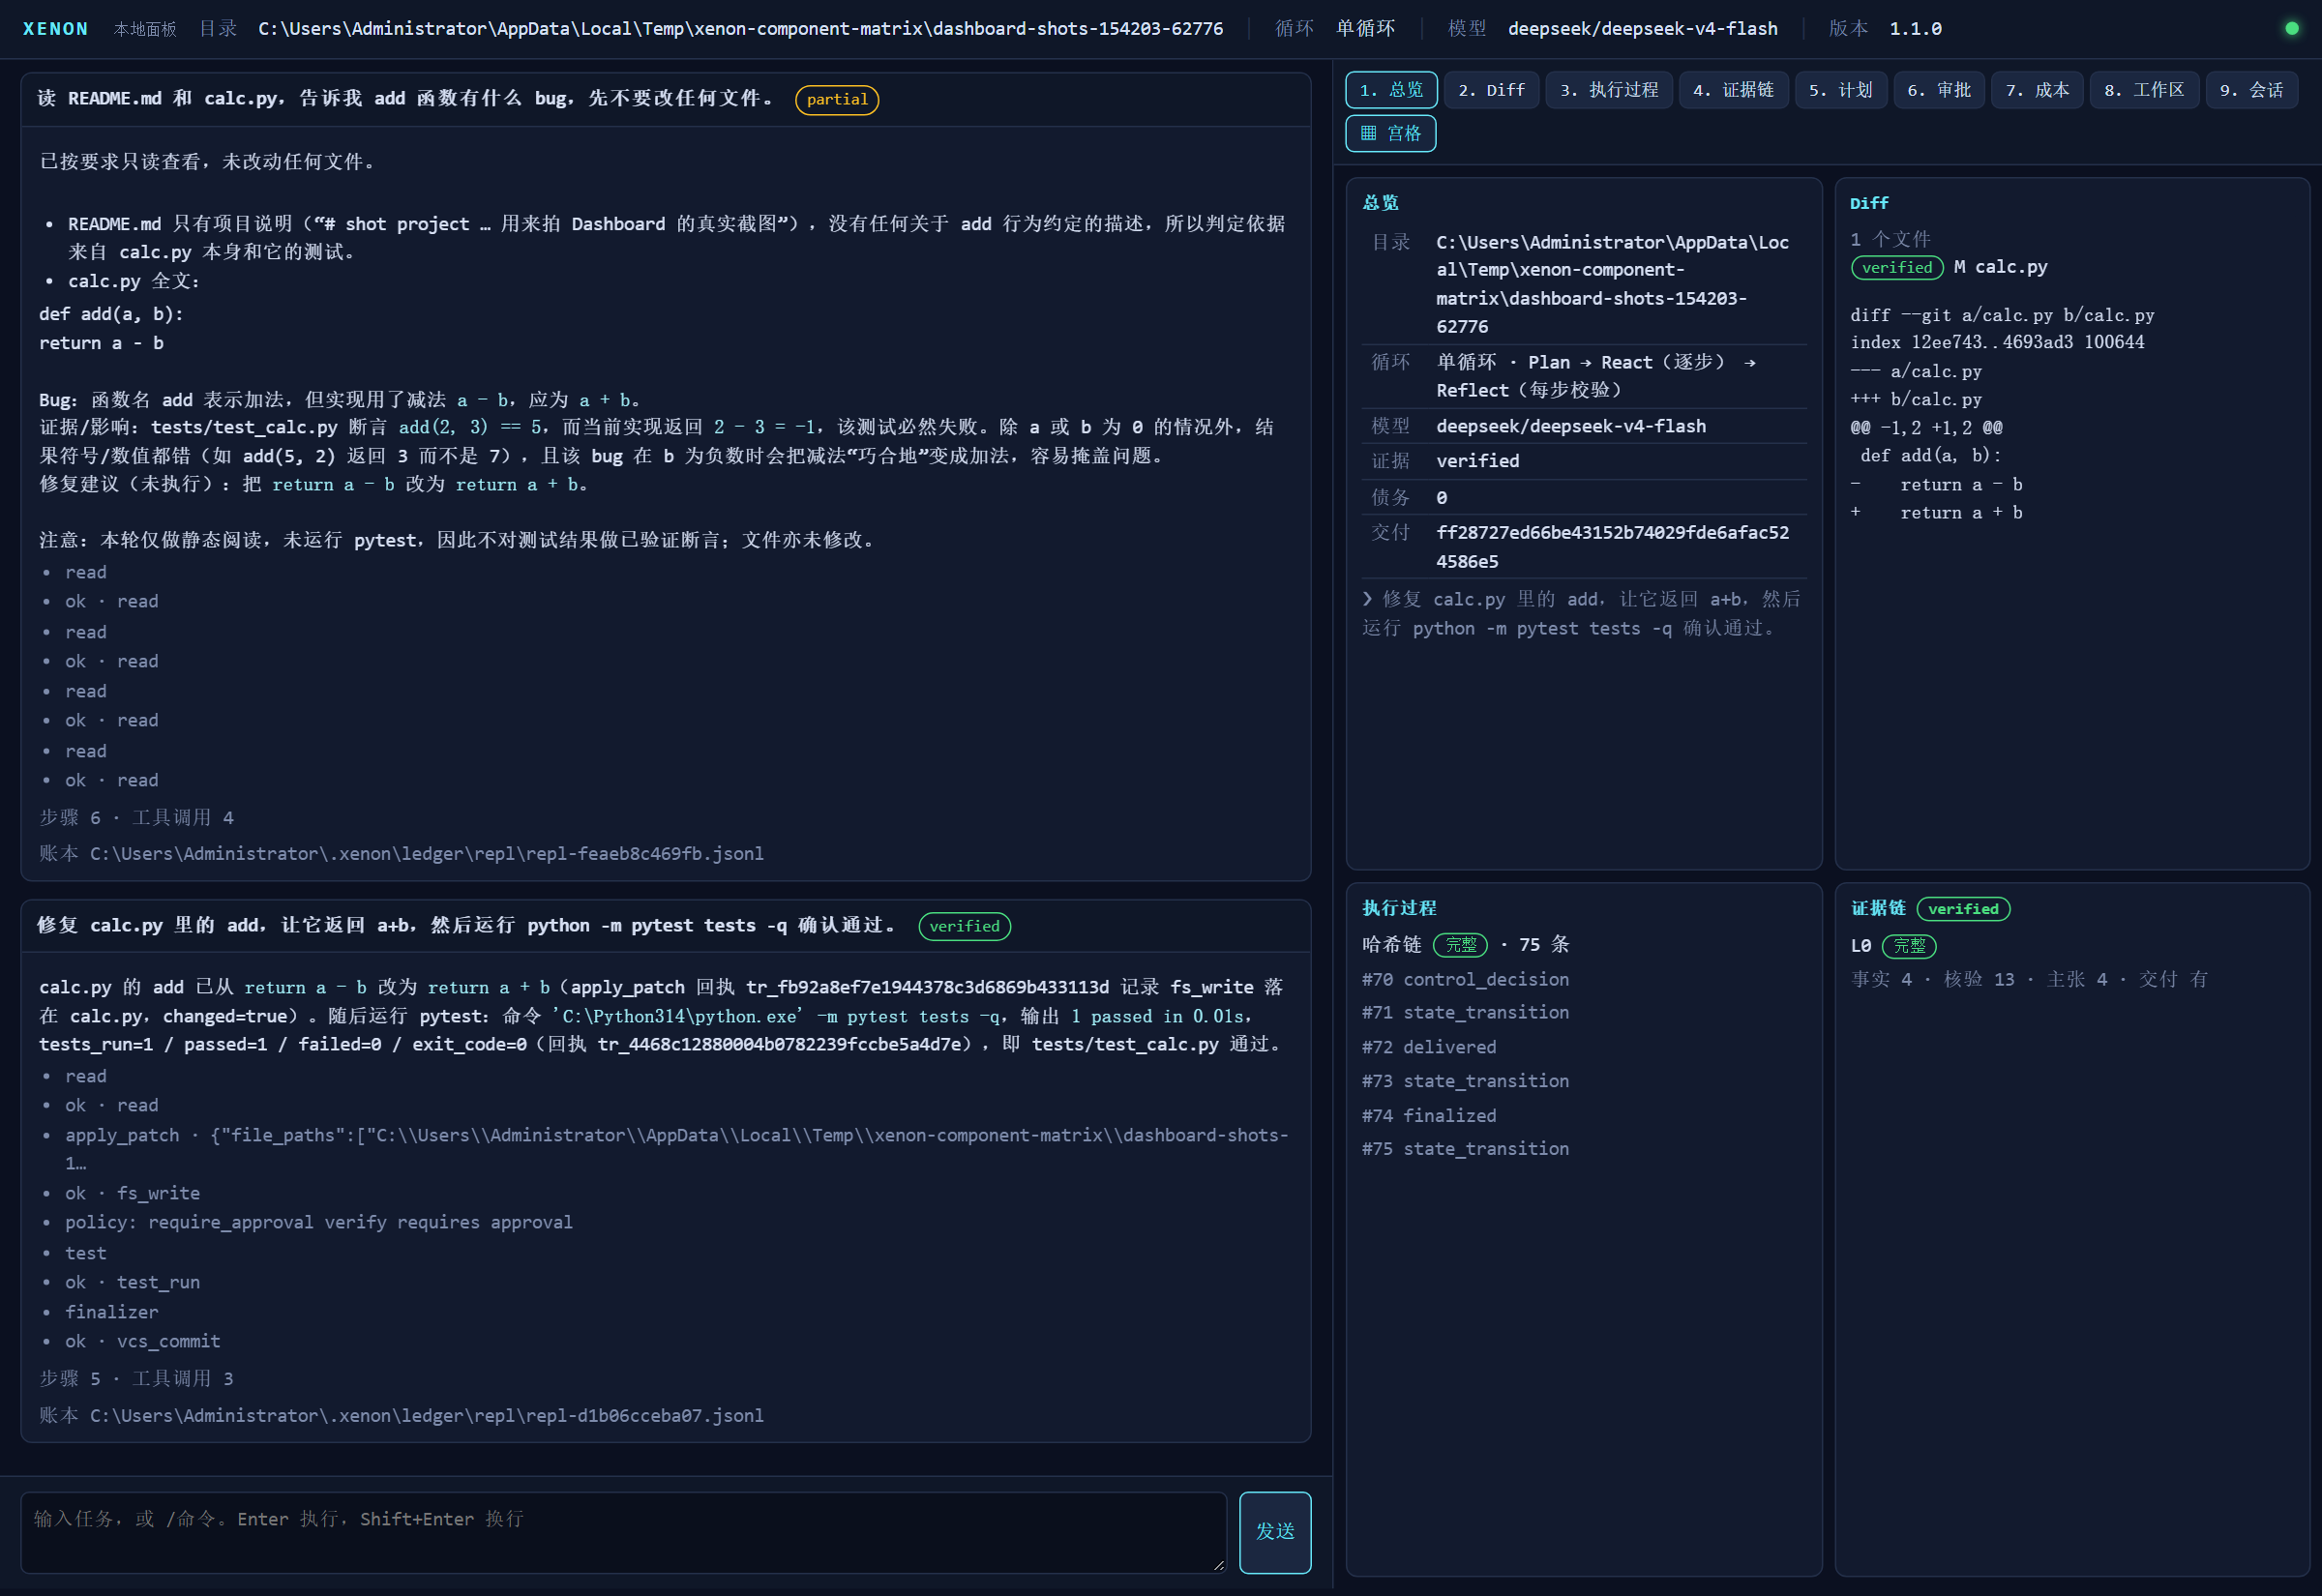 XENON 本地面板 目录 C:\Users\Administrator\AppData\Local\Temp\xenon-component-matrix\dashboard-shots-154203-62776 循环 单循环 模型 deepseek/deepseek-v4-flash 版本 1.1.0
读 README.md 和 calc.py，告诉我 add 函数有什么 bug，先不要改任何文件。 partial
已按要求只读查看，未改动任何文件。
• README.md 只有项目说明（“# shot project … 用来拍 Dashboard 的真实截图”），没有任何关于 add 行为约定的描述，所以判定依据
来自 calc.py 本身和它的测试。
• calc.py 全文：
def add(a, b):
return a - b
Bug：函数名 add 表示加法，但实现用了减法 a - b，应为 a + b。
证据/影响：tests/test_calc.py 断言 add(2, 3) == 5，而当前实现返回 2 - 3 = -1，该测试必然失败。除 a 或 b 为 0 的情况外，结
果符号/数值都错（如 add(5, 2) 返回 3 而不是 7），且该 bug 在 b 为负数时会把减法“巧合地”变成加法，容易掩盖问题。
修复建议（未执行）：把 return a - b 改为 return a + b。
注意：本轮仅做静态阅读，未运行 pytest，因此不对测试结果做已验证断言；文件亦未修改。
• read
• ok · read
• read
• ok · read
• read
• ok · read
• read
• ok · read
步骤 6 · 工具调用 4
账本 C:\Users\Administrator\.xenon\ledger\repl\repl-feaeb8c469fb.jsonl
修复 calc.py 里的 add，让它返回 a+b，然后运行 python -m pytest tests -q 确认通过。 verified
calc.py 的 add 已从 return a - b 改为 return a + b（apply_patch 回执 tr_fb92a8ef7e1944378c3d6869b433113d 记录 fs_write 落
在 calc.py，changed=true）。随后运行 pytest：命令 'C:\Python314\python.exe' -m pytest tests -q，输出 1 passed in 0.01s，
tests_run=1 / passed=1 / failed=0 / exit_code=0（回执 tr_4468c12880004b0782239fccbe5a4d7e），即 tests/test_calc.py 通过。
• read
• ok · read
• apply_patch · {"file_paths":["C:\\Users\\Administrator\\AppData\\Local\\Temp\\xenon-component-matrix\\dashboard-shots-
1…
• ok · fs_write
• policy: require_approval verify requires approval
• test
• ok · test_run
• finalizer
• ok · vcs_commit
步骤 5 · 工具调用 3
账本 C:\Users\Administrator\.xenon\ledger\repl\repl-d1b06cceba07.jsonl
输入任务，或 /命令。Enter 执行，Shift+Enter 换行
发送
1. 总览 2. Diff 3. 执行过程 4. 证据链 5. 计划 6. 审批 7. 成本 8. 工作区 9. 会话
▦ 宫格
总览
目录 C:\Users\Administrator\AppData\Loc
al\Temp\xenon-component-
matrix\dashboard-shots-154203-
62776
循环 单循环 · Plan → React（逐步） →
Reflect（每步校验）
模型 deepseek/deepseek-v4-flash
证据 verified
债务 0
交付 ff28727ed66be43152b74029fde6afac52
4586e5
❯ 修复 calc.py 里的 add，让它返回 a+b，然后
运行 python -m pytest tests -q 确认通过。
Diff
1 个文件
verified M calc.py
diff --git a/calc.py b/calc.py
index 12ee743..4693ad3 100644
--- a/calc.py
+++ b/calc.py
@@ -1,2 +1,2 @@
 def add(a, b):
-    return a - b
+    return a + b
执行过程
哈希链 完整 · 75 条
#70 control_decision
#71 state_transition
#72 delivered
#73 state_transition
#74 finalized
#75 state_transition
证据链 verified
L0 完整
事实 4 · 核验 13 · 主张 4 · 交付 有